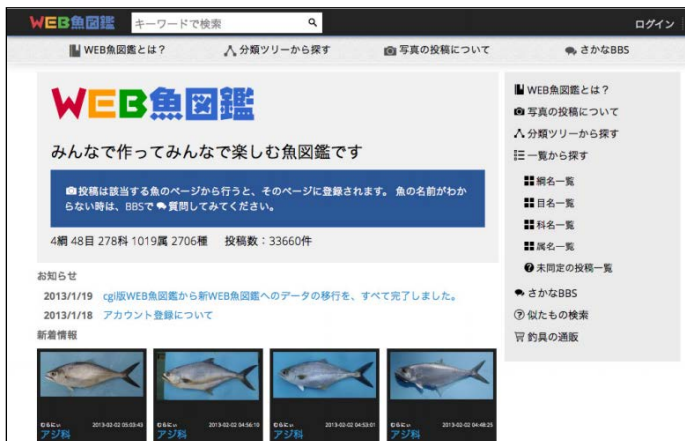 WEB魚図鑑 キーワードで検索 ログイン
WEB魚図鑑とは？ 分類ツリーから探す 写真の投稿について さかなBBS
WEB魚図鑑
みんなで作ってみんなで楽しむ魚図鑑です
投稿は該当する魚のページから行うと、そのページに登録されます。 魚の名前がわか
らない時は、BBSで質問してみてください。
4綱 48目 278科 1019属 2706種 投稿数：33660件
お知らせ
2013/1/19 cgi版WEB魚図鑑から新WEB魚図鑑へのデータの移行を、すべて完了しました。
2013/1/18 アカウント登録について
新着情報
むらにぃ 2013-02-02 05:03:43
アジ科
むらにぃ 2013-02-02 04:56:19
アジ科
むらにぃ 2013-02-02 04:53:01
アジ科
むらにぃ 2013-02-02 04:48:25
アジ科
WEB魚図鑑とは？
写真の投稿について
分類ツリーから探す
一覧から探す
綱名一覧
目名一覧
科名一覧
属名一覧
未同定の投稿一覧
さかなBBS
似たもの検索
釣具の通販